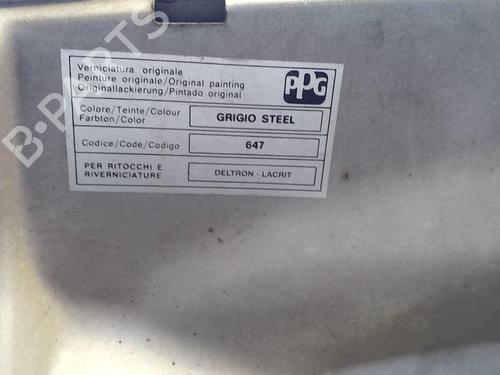 B-PARTS
Verniciatura originale
Peinture originale/Original painting
Originallackierung/Pintado original
PPG
Colore/Teinte/Colour
Farbton/Color
GRIGIO STEEL
Codice/Code/Codigo
647
PER RITOCCHI E
RIVERNICIATURE
DELTRON - LACRIT